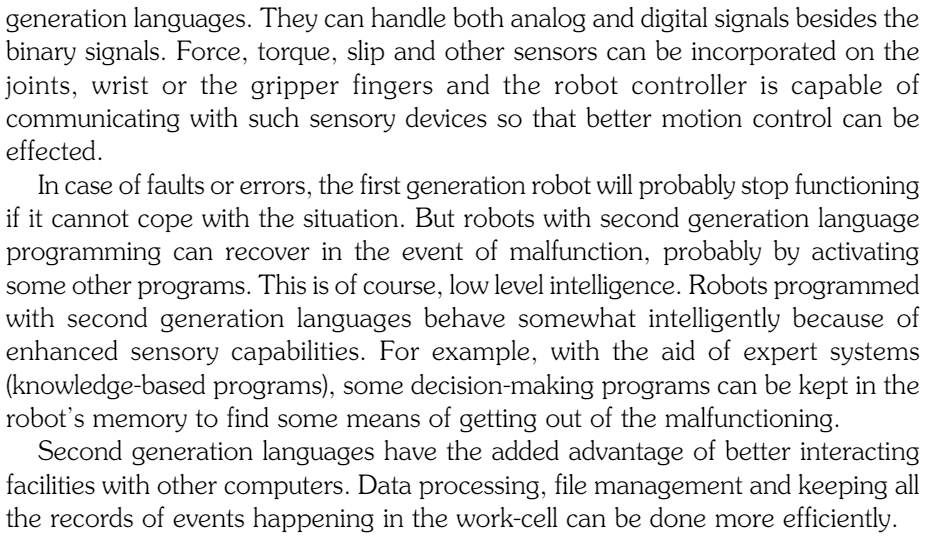 generation languages. They can handle both analog and digital signals besides the
binary signals. Force, torque, slip and other sensors can be incorporated on the
joints, wrist or the gripper fingers and the robot controller is capable of
communicating with such sensory devices so that better motion control can be
effected.
In case of faults or errors, the first generation robot will probably stop functioning
if it cannot cope with the situation. But robots with second generation language
programming can recover in the event of malfunction, probably by activating
some other programs. This is of course, low level intelligence. Robots programmed
with second generation languages behave somewhat intelligently because of
enhanced sensory capabilities. For example, with the aid of expert systems
(knowledge-based programs), some decision-making programs can be kept in the
robot's memory to find some means of getting out of the malfunctioning.
Second generation languages have the added advantage of better interacting
facilities with other computers. Data processing, file management and keeping all
the records of events happening in the work-cell can be done more efficiently.